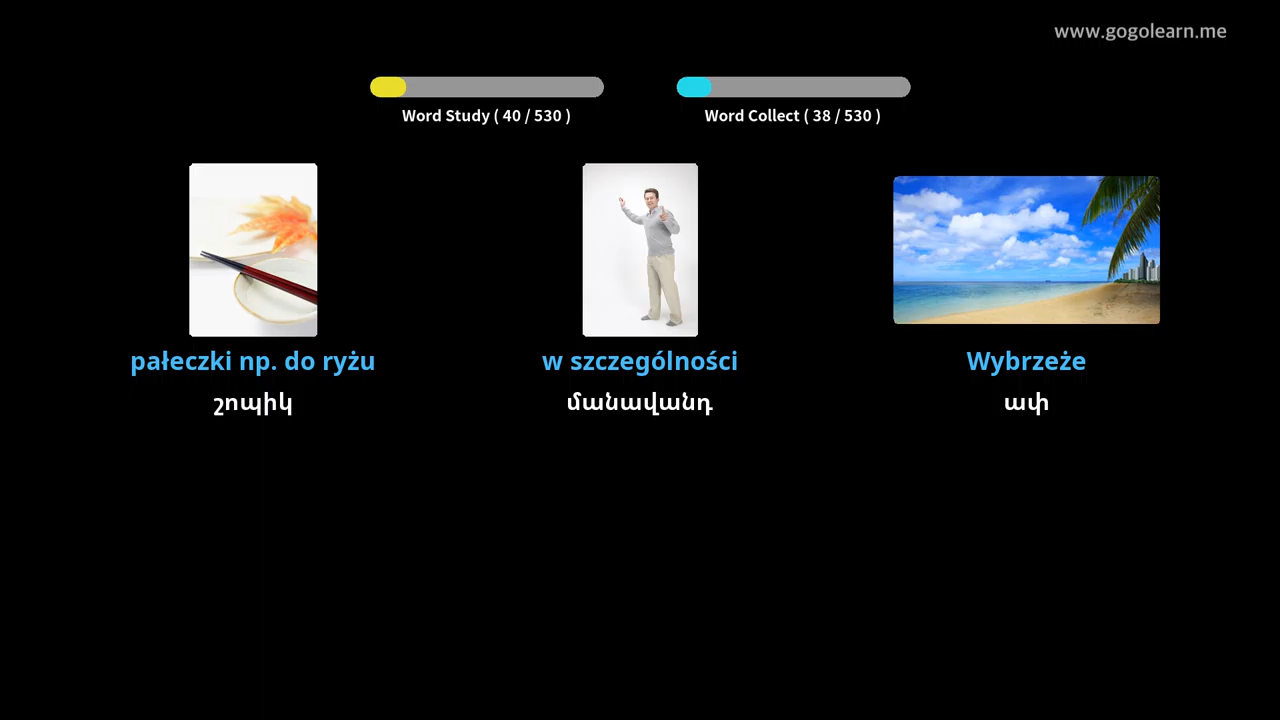 www.gogolearn.me
Word Study ( 40 / 530 )
Word Collect ( 38 / 530 )
pałeczki np. do ryżu
շոպիկ
w szczególności
մանավանդ
Wybrzeże
ափ